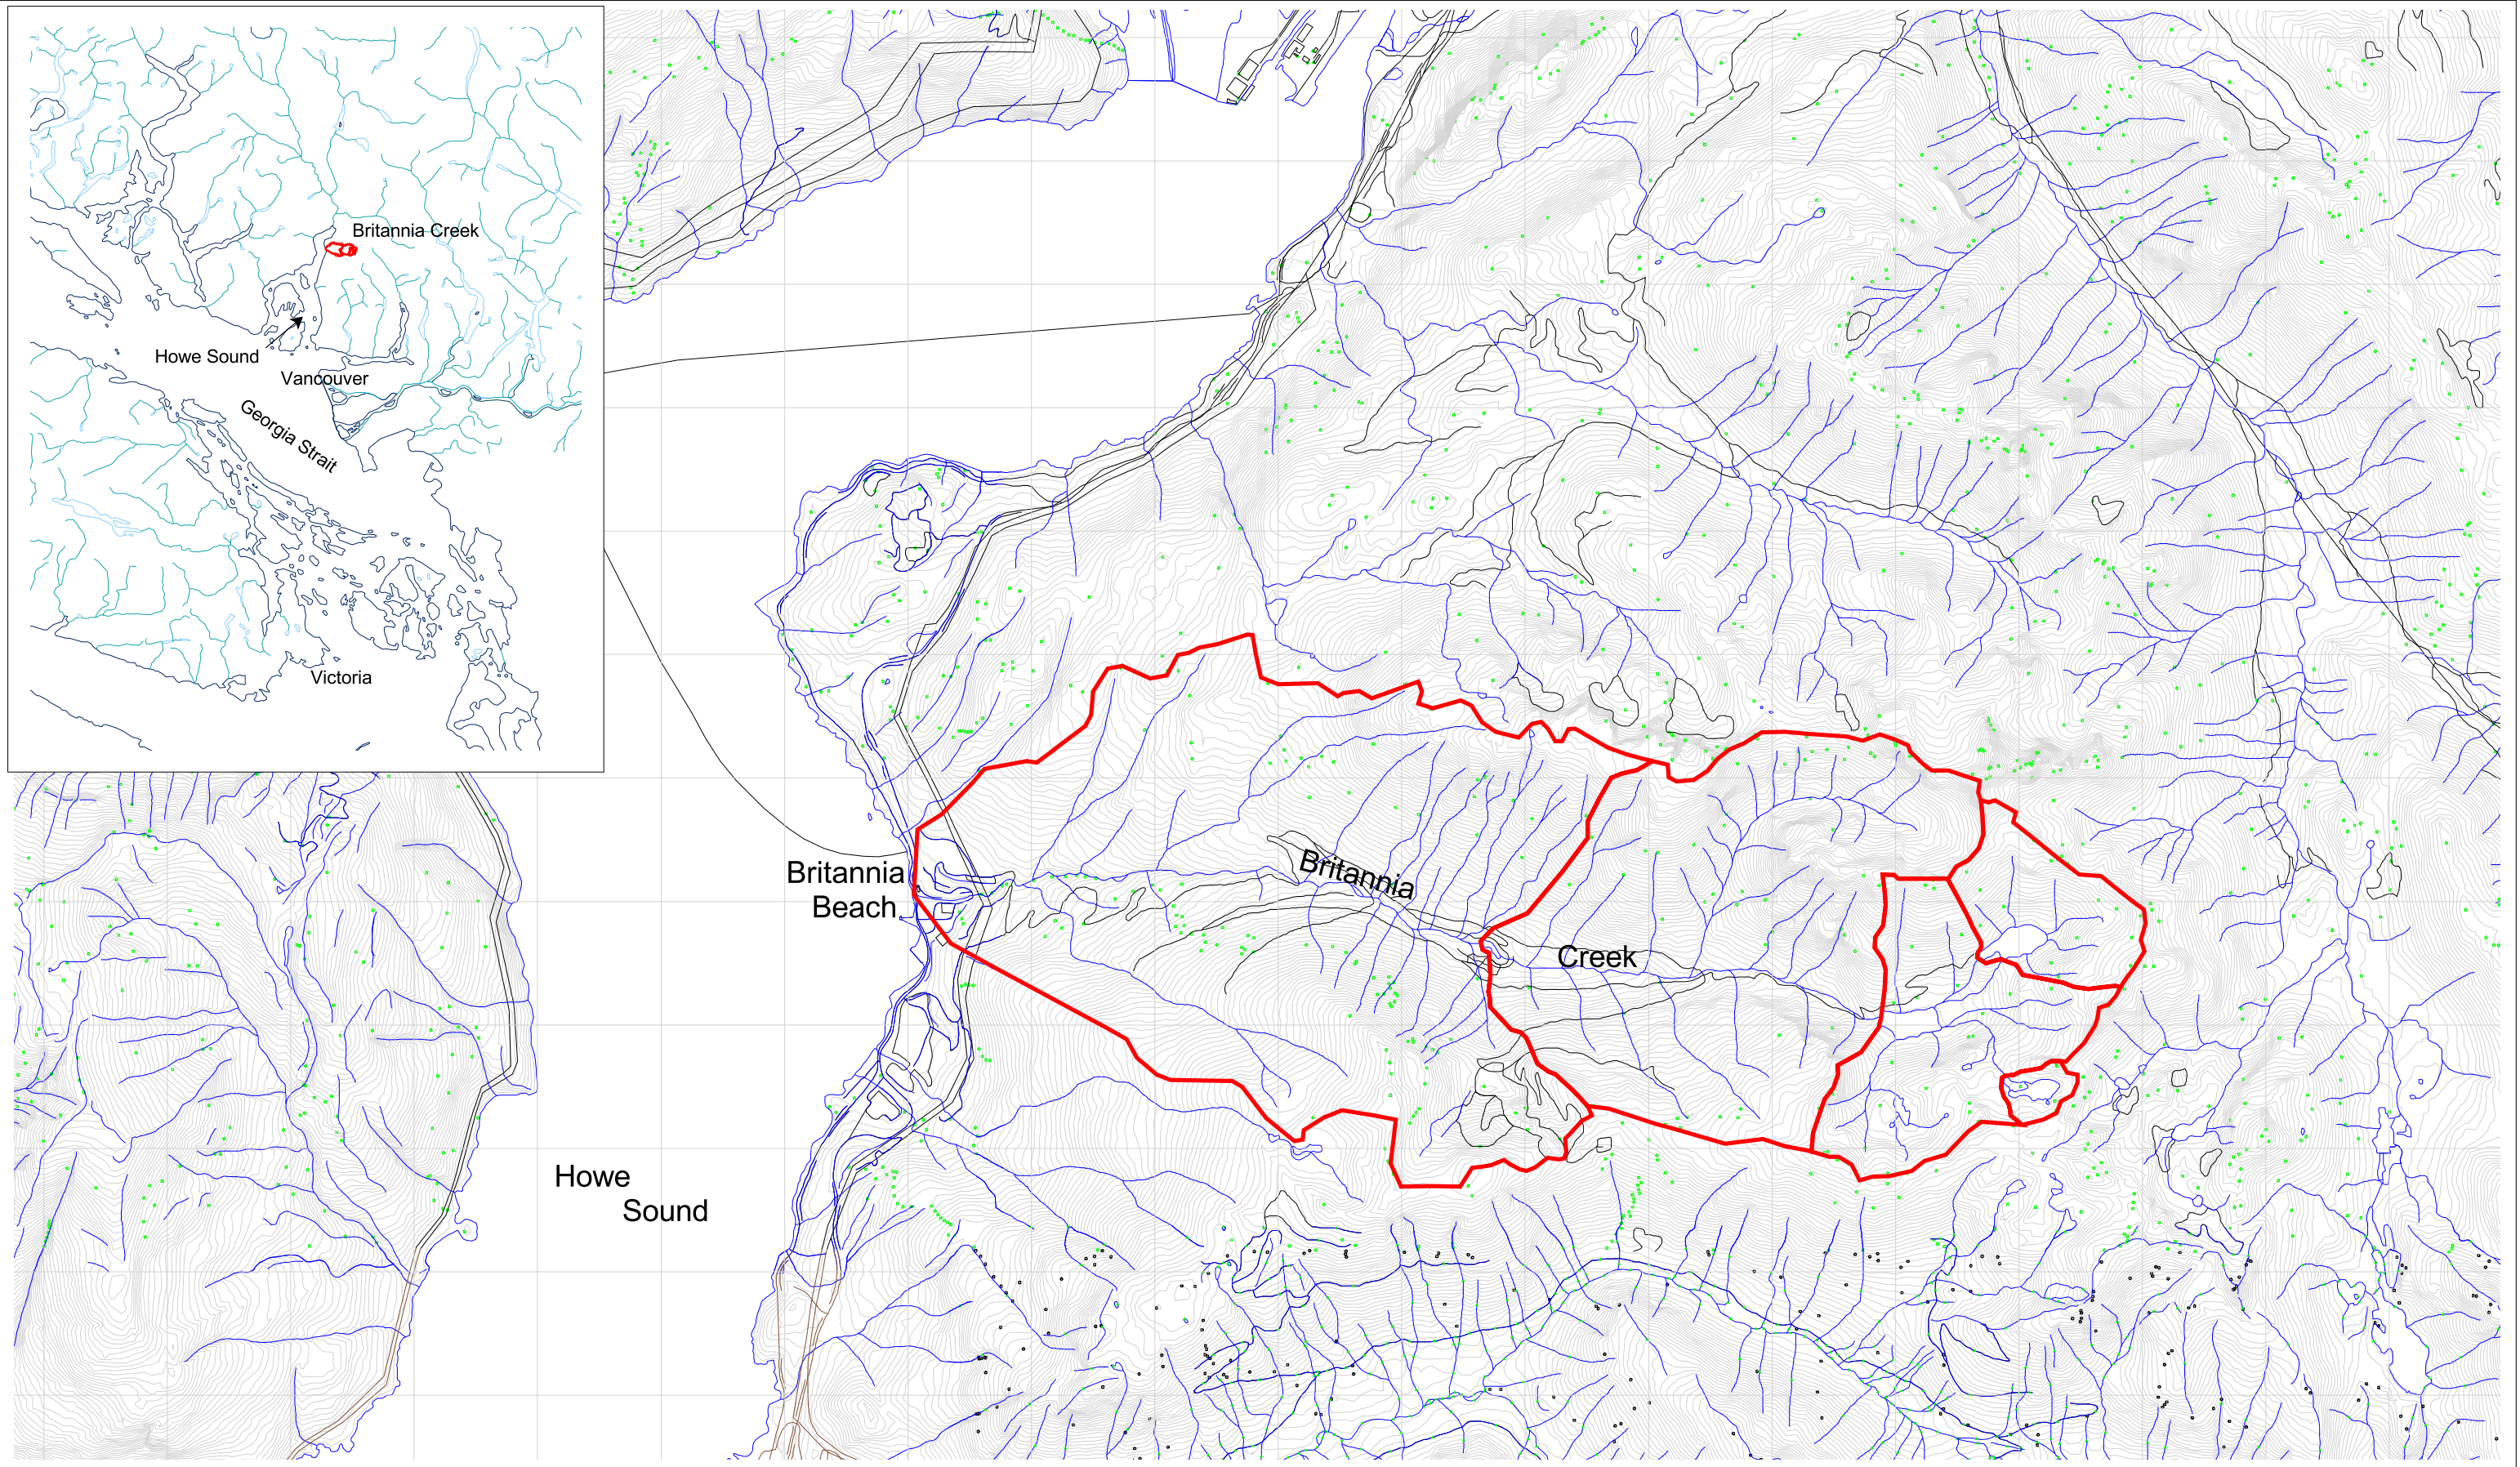 Britannia Creek
Howe Sound
Vancouver
Georgia Strait
Victoria
Britannia
Beach
Britannia
Creek
Howe
Sound